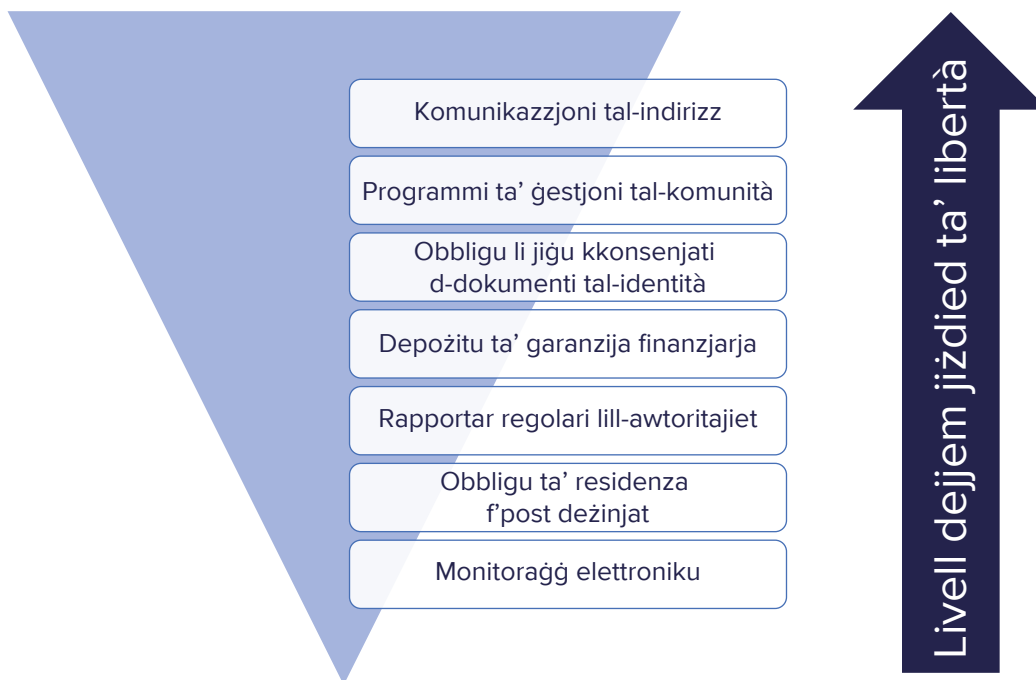 Komunikazzjoni tal-indirizz
Programmi ta’ ġestjoni tal-komunità
Obbligu li jiġu kkonsenjati
d-dokumenti tal-identità
Depożitu ta’ garanzija finanzjarja
Rapportar regolari lill-awtoritajiet
Obbligu ta’ residenza
f’post deżinjat
Monitoraġġ elettroniku
Livell dejjem jiżdied ta’ libertà